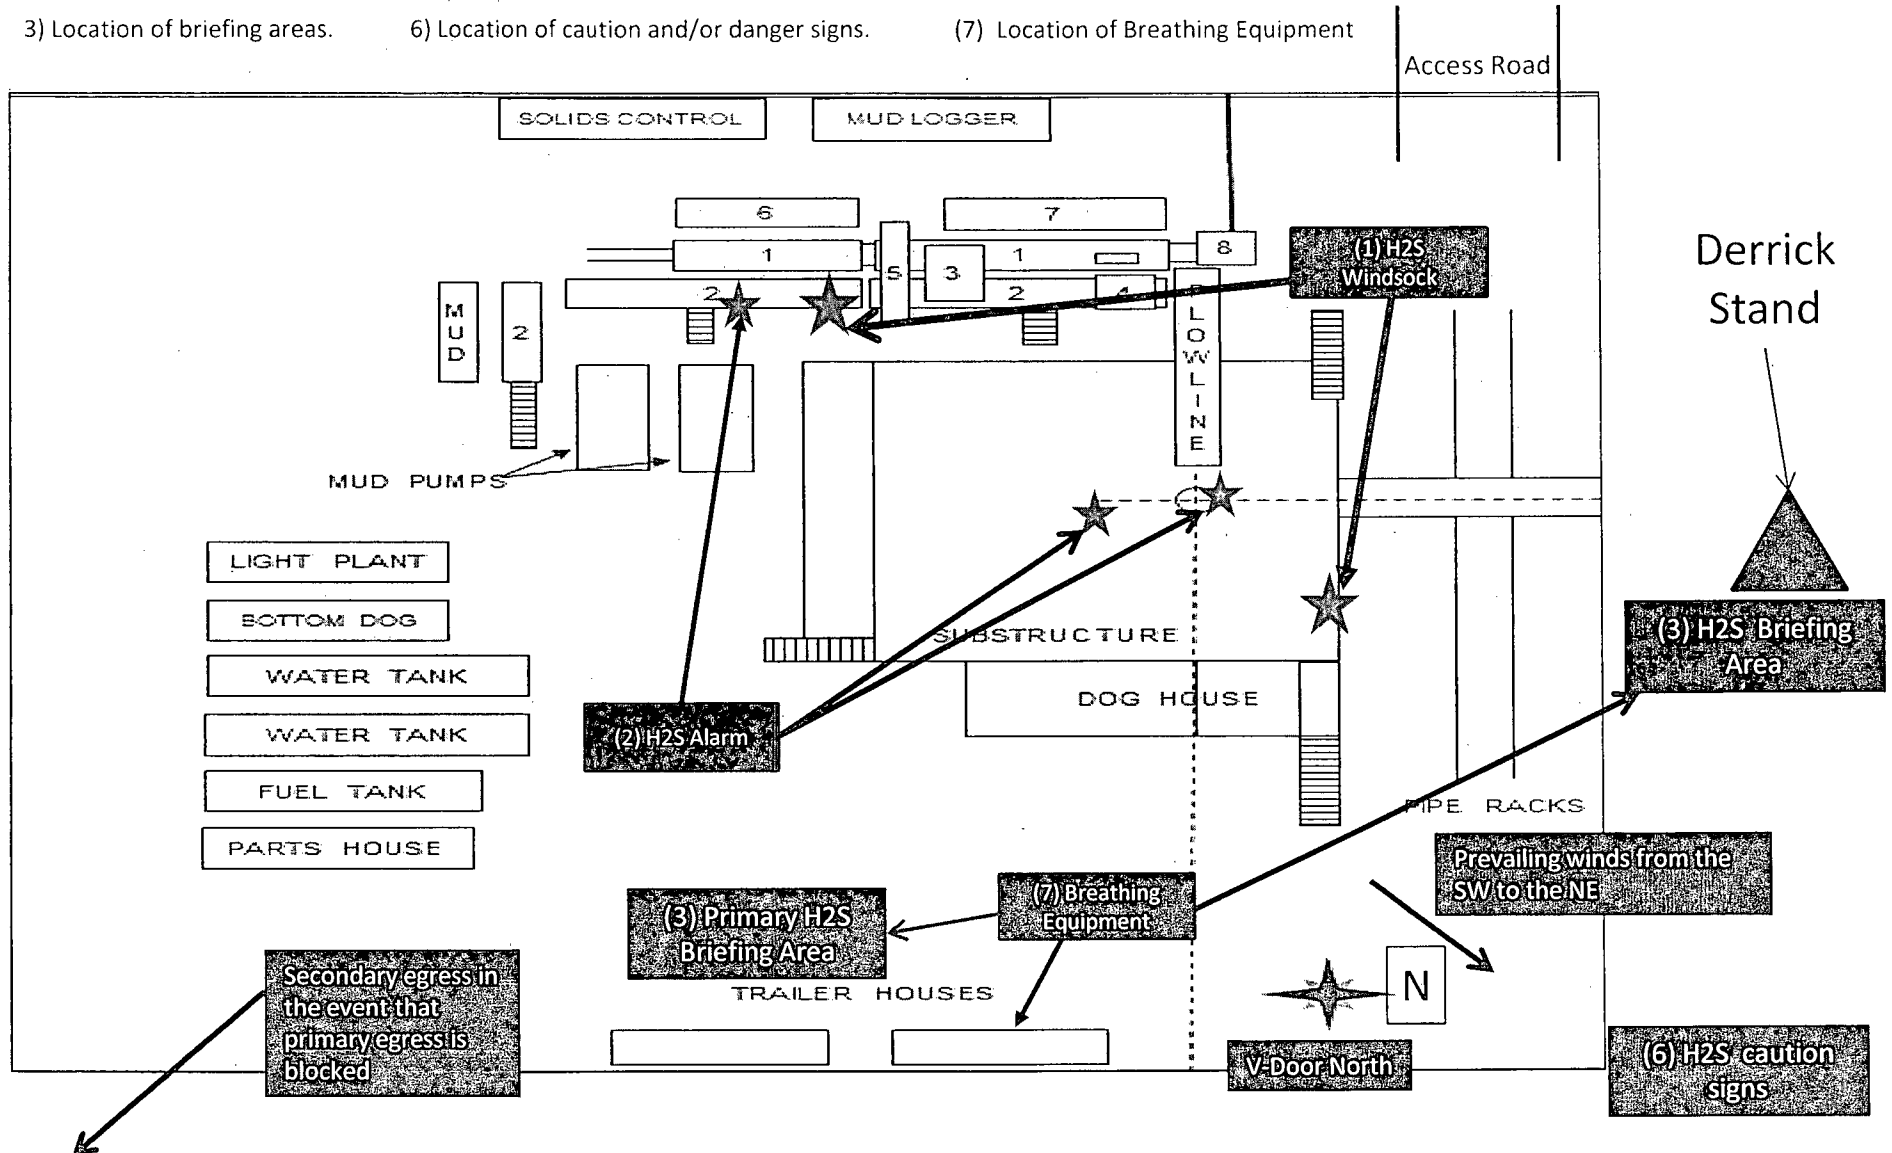 3) Location of briefing areas.
6) Location of caution and/or danger signs.
(7) Location of Breathing Equipment
Access Road
SOLIDS CONTROL
MUD LOGGER
6
7
1
5
3
1
8
(1) H2S
Windsock
Derrick
Stand
2
2
4
MUD
2
FLOWLINE
MUD PUMPS
LIGHT PLANT
BOTTOM DOG
WATER TANK
WATER TANK
FUEL TANK
PARTS HOUSE
SUBSTRUCTURE
DOG HOUSE
(2) H2S Alarm
(3) H2S Briefing
Area
PIPE RACKS
Prevailing winds from the
SW to the NE
(7) Breathing
Equipment
(3) Primary H2S
Briefing Area
TRAILER HOUSES
Secondary egress in
the event that
primary egress is
blocked
N
V-Door North
(6) H2S caution
signs